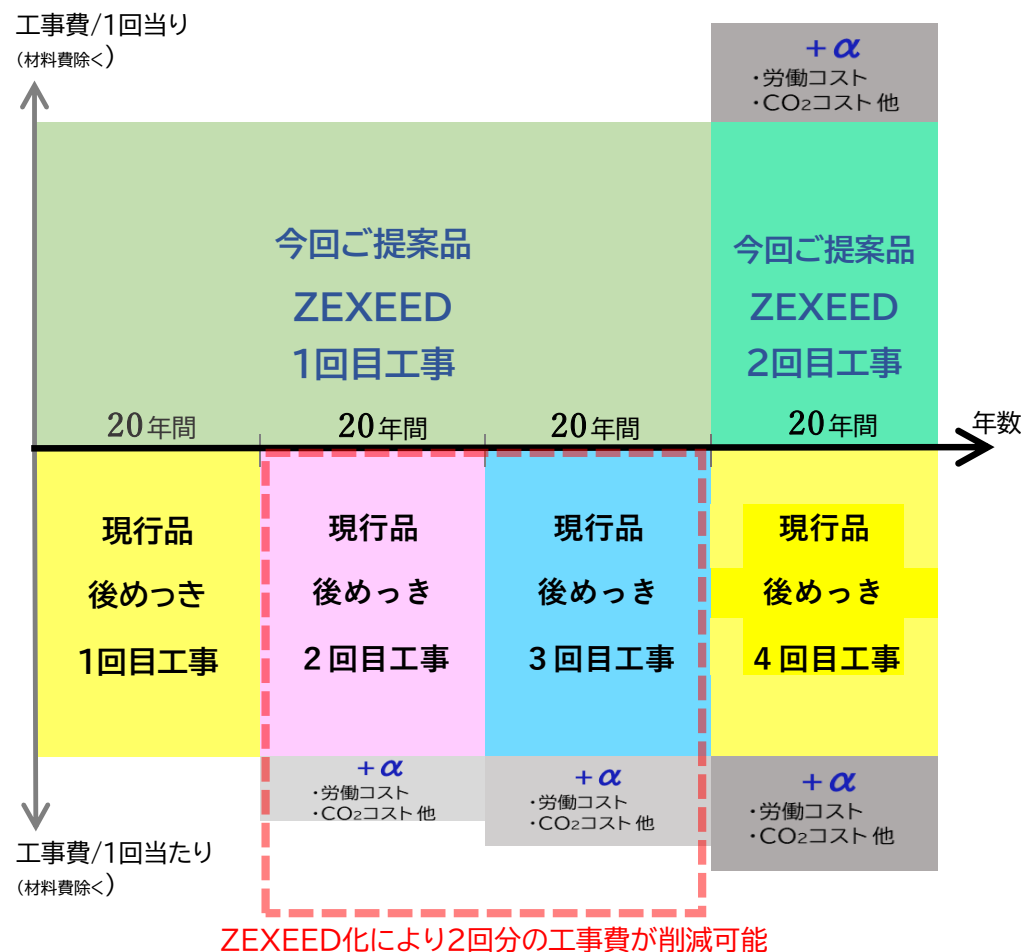 工事費/1回当り
(材料費除く)
+α
・労働コスト
・CO2コスト 他
今回ご提案品
ZEXEED
1回目工事
今回ご提案品
ZEXEED
2回目工事
20年間
20年間
20年間
20年間
年数
現行品
後めっき
1回目工事
現行品
後めっき
2回目工事
現行品
後めっき
3回目工事
現行品
後めっき
4回目工事
+α
・労働コスト
・CO2コスト 他
+α
・労働コスト
・CO2コスト 他
+α
・労働コスト
・CO2コスト 他
工事費/1回当たり
(材料費除く)
ZEXEED化により2回分の工事費が削減可能